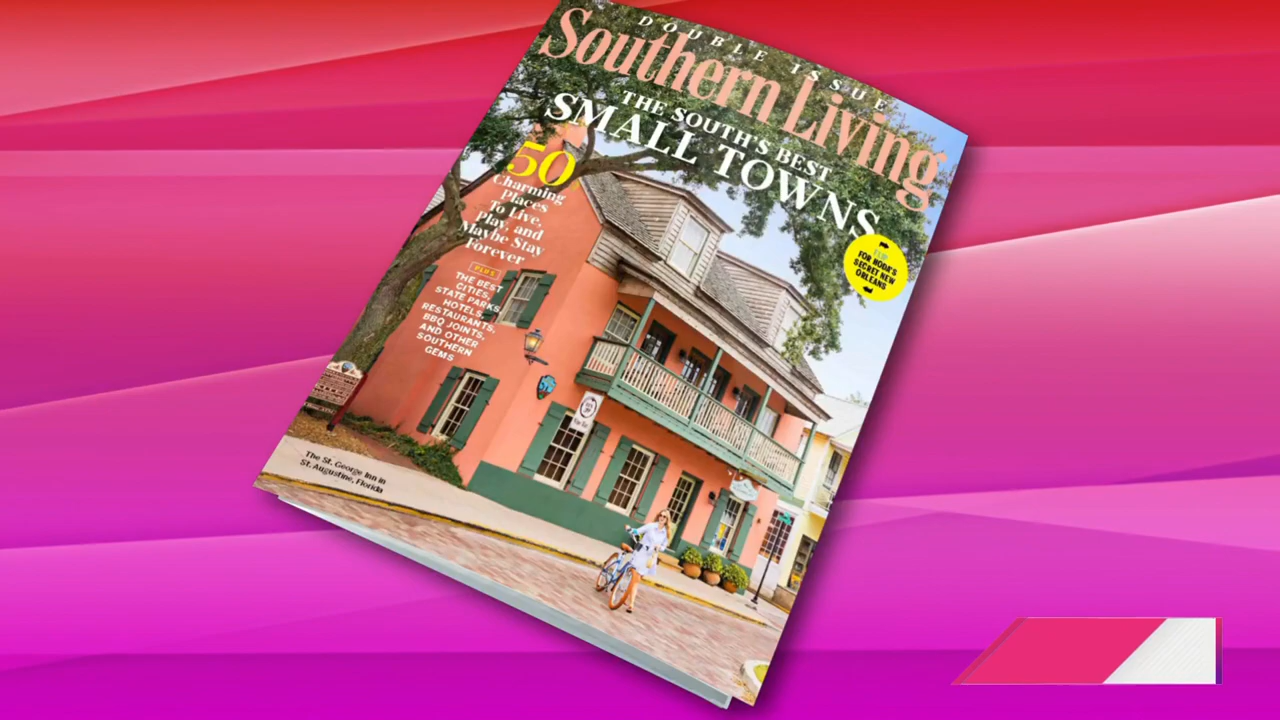 DOUBLE ISSUE
Southern Living
THE SOUTH'S BEST
SMALL TOWNS
50
Charming
Places
To Live,
Play, and
Maybe Stay
Forever
PLUS
THE BEST
CITIES,
STATE PARKS,
HOTELS,
RESTAURANTS,
BBQ JOINTS,
AND OTHER
SOUTHERN
GEMS
FLIP
FOR HODA'S
SECRET NEW
ORLEANS
The St. George Inn in
St. Augustine, Florida